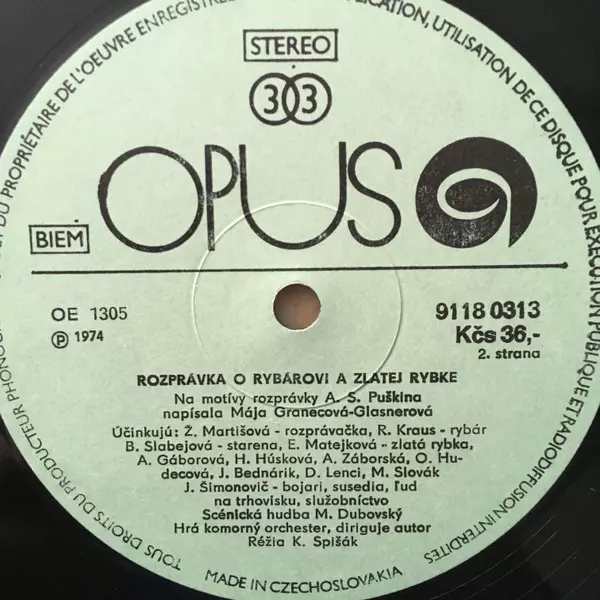 TOUS DROITS DU PRODUCTEUR PHONOG
DU PROPRIÉTAIRE DE L'OEUVRE ENREGISTRÉE
LICATION, UTILISATION DE CE DISQUE POUR EXÉCUTION PUBLIQUE ET RADIODIFFUSION INTERDITES
STEREO
33
OPUS
BIEM
OE 1305
Ⓟ 1974
9118 0313
Kčs 36,-
2. strana
ROZPRÁVKA O RYBÁROVI A ZLATEJ RYBKE
Na motívy rozprávky A. S. Puškina
napísala Mája Granecová-Glasnerová
Účinkujú: Ž. Martišová - rozprávačka, R. Kraus - rybár
B. Slabejová - starena, E. Matejková - zlatá rybka,
A. Gáborová, H. Húsková, A. Záborská, O. Hu-
decová, J. Bednárik, D. Lenci, M. Slovák
J. Šimonovič - bojari, susedia, ľud
na trhovisku, služobníctvo
Scénická hudba M. Dubovský
Hrá komorný orchester, diriguje autor
Réžia K. Spišák
MADE IN CZECHOSLOVAKIA